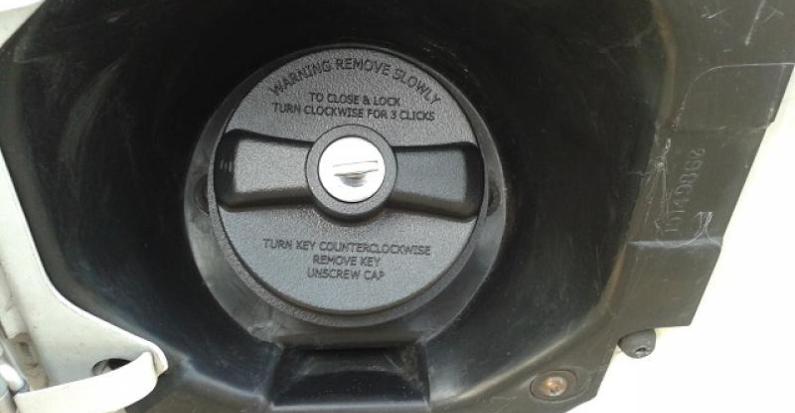 WARNING REMOVE SLOWLY
TO CLOSE & LOCK
TURN CLOCKWISE FOR 3 CLICKS
TURN KEY COUNTERCLOCKWISE
REMOVE KEY
UNSCREW CAP